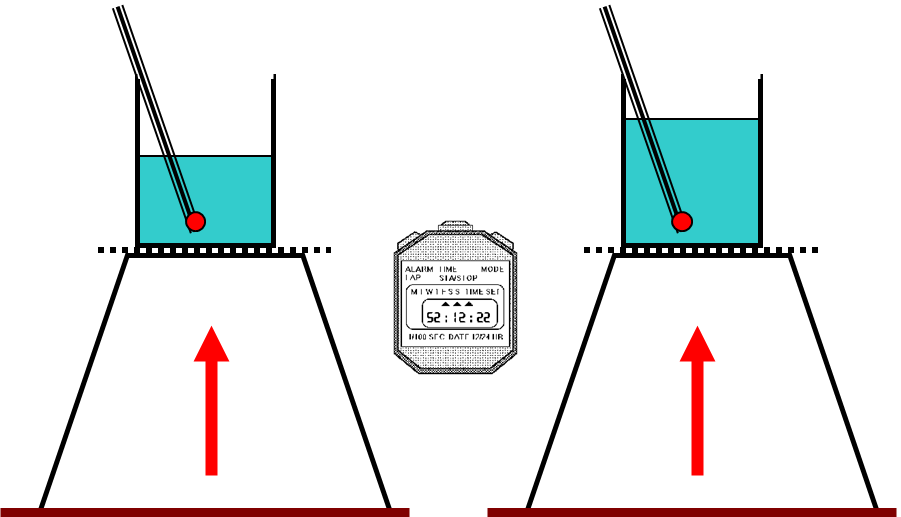 ALARM TIME MODE
LAP STA/STOP
M T W T F S S TIME SET
52:12:22
1/100 SEC DATE 12/24 HR